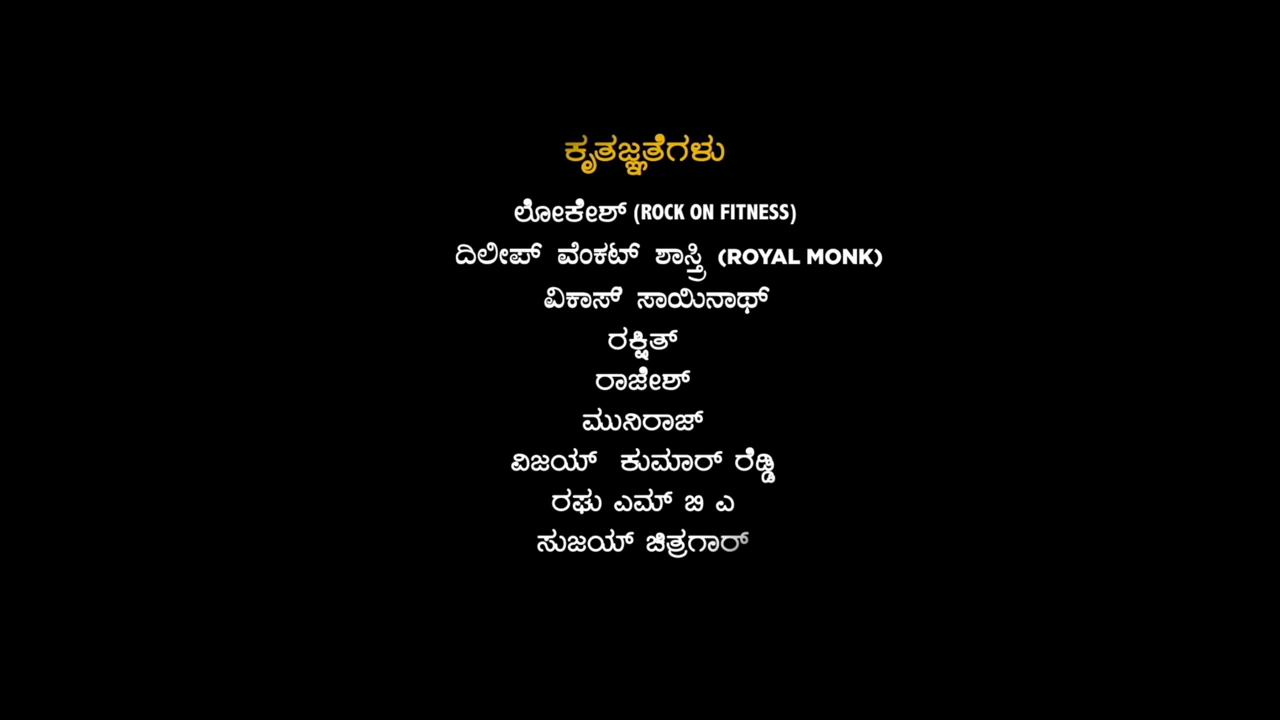 ಕೃತಜ್ಞತೆಗಳು
ಲೋಕೇಶ್ (ROCK ON FITNESS)
ದಿಲೀಪ್ ವೆಂಕಟ್ ಶಾಸ್ತ್ರಿ (ROYAL MONK)
ವಿಕಾಸ್ ಸಾಯಿನಾಥ್
ರಕ್ಷಿತ್
ರಾಜೇಶ್
ಮುನಿರಾಜ್
ವಿಜಯ್ ಕುಮಾರ್ ರೆಡ್ಡಿ
ರಘು ಎಮ್ ಬಿ ಎ
ಸುಜಯ್ ಚಿತ್ರಗಾರ್